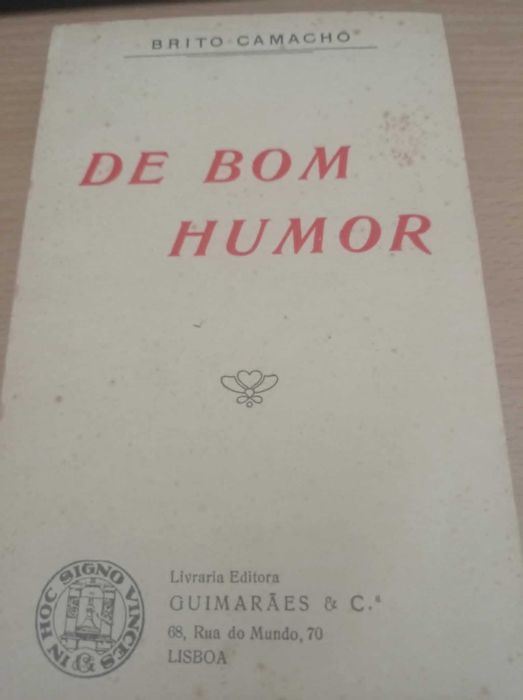 BRITO CAMACHO
DE BOM
HUMOR
IN HOC SIGNO VINCES
&
Livraria Editora
GUIMARÃES & C.ª
68, Rua do Mundo, 70
LISBOA